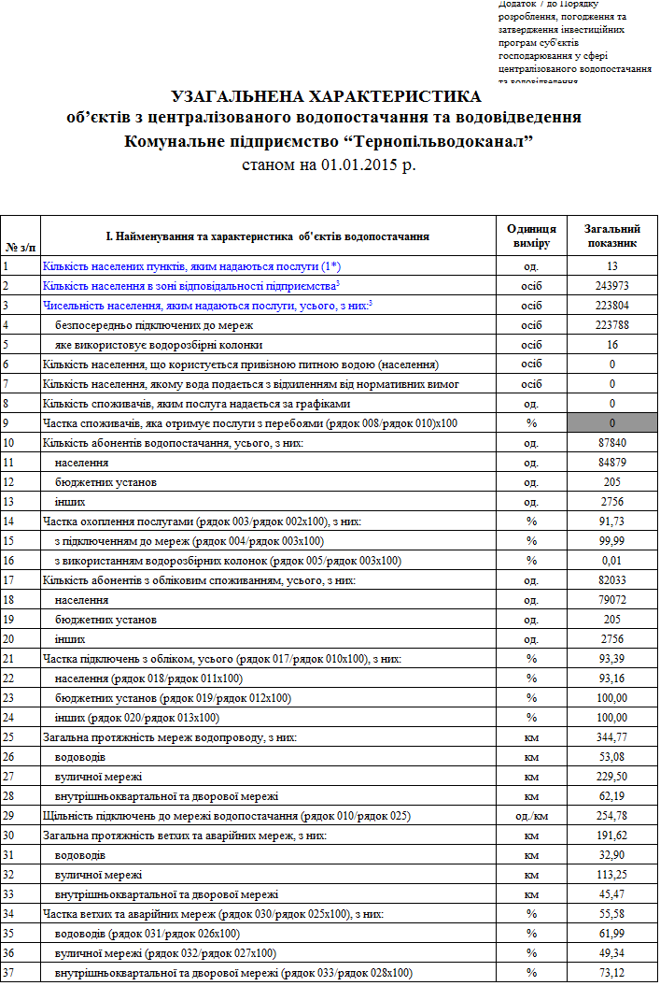 Додаток 7 до Порядку
розроблення, погодження та
затвердження інвестиційних
програм суб'єктів
господарювання у сфері
централізованого водопостачання
та водовідведення
УЗАГАЛЬНЕНА ХАРАКТЕРИСТИКА
об’єктів з централізованого водопостачання та водовідведення
Комунальне підприємство “Тернопільводоканал”
станом на 01.01.2015 р.
№ з/п І. Найменування та характеристика об'єктів водопостачання Одиниця виміру Загальний показник
1 Кількість населених пунктів, яким надаються послуги (1*) од. 13
2 Кількість населення в зоні відповідальності підприємства³ осіб 243973
3 Чисельність населення, яким надаються послуги, усього, з них:³ осіб 223804
4 безпосередньо підключених до мереж осіб 223788
5 яке використовує водорозбірні колонки осіб 16
6 Кількість населення, що користується привізною питною водою (населення) осіб 0
7 Кількість населення, якому вода подається з відхиленням від нормативних вимог осіб 0
8 Кількість споживачів, яким послуга надається за графіками од. 0
9 Частка споживачів, яка отримує послуги з перебоями (рядок 008/рядок 010)х100 % 0
10 Кількість абонентів водопостачання, усього, з них: од. 87840
11 населення од. 84879
12 бюджетних установ од. 205
13 інших од. 2756
14 Частка охоплення послугами (рядок 003/рядок 002х100), з них: % 91,73
15 з підключенням до мереж (рядок 004/рядок 003х100) % 99,99
16 з використанням водорозбірних колонок (рядок 005/рядок 003х100) % 0,01
17 Кількість абонентів з обліковим споживанням, усього, з них: од. 82033
18 населення од. 79072
19 бюджетних установ од. 205
20 інших од. 2756
21 Частка підключень з обліком, усього (рядок 017/рядок 010х100), з них: % 93,39
22 населення (рядок 018/рядок 011х100) % 93,16
23 бюджетних установ (рядок 019/рядок 012х100) % 100,00
24 інших (рядок 020/рядок 013х100) % 100,00
25 Загальна протяжність мереж водопроводу, з них: км 344,77
26 водоводів км 53,08
27 вуличної мережі км 229,50
28 внутрішньоквартальної та дворової мережі км 62,19
29 Щільність підключень до мережі водопостачання (рядок 010/рядок 025) од./км 254,78
30 Загальна протяжність ветхих та аварійних мереж, з них: км 191,62
31 водоводів км 32,90
32 вуличної мережі км 113,25
33 внутрішньоквартальної та дворової мережі км 45,47
34 Частка ветхих та аварійних мереж (рядок 030/рядок 025х100), з них: % 55,58
35 водоводів (рядок 031/рядок 026х100) % 61,99
36 вуличної мережі (рядок 032/рядок 027х100) % 49,34
37 внутрішньоквартальної та дворової мережі (рядок 033/рядок 028х100) % 73,12